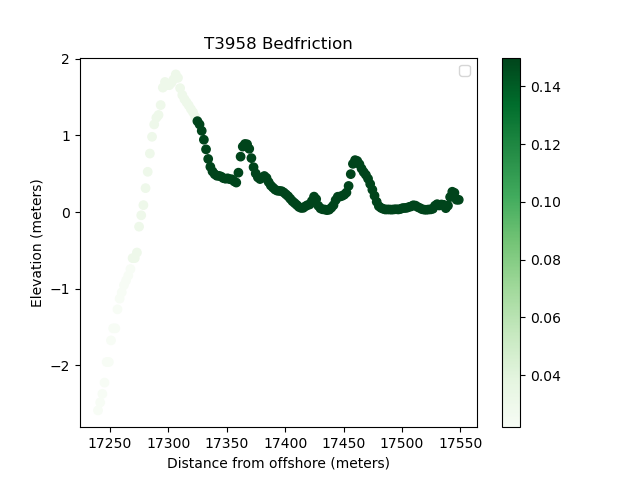 T3958 Bedfriction
2
1
0
−1
−2
Elevation (meters)
17250 17300 17350 17400 17450 17500 17550
Distance from offshore (meters)
0.14
0.12
0.10
0.08
0.06
0.04